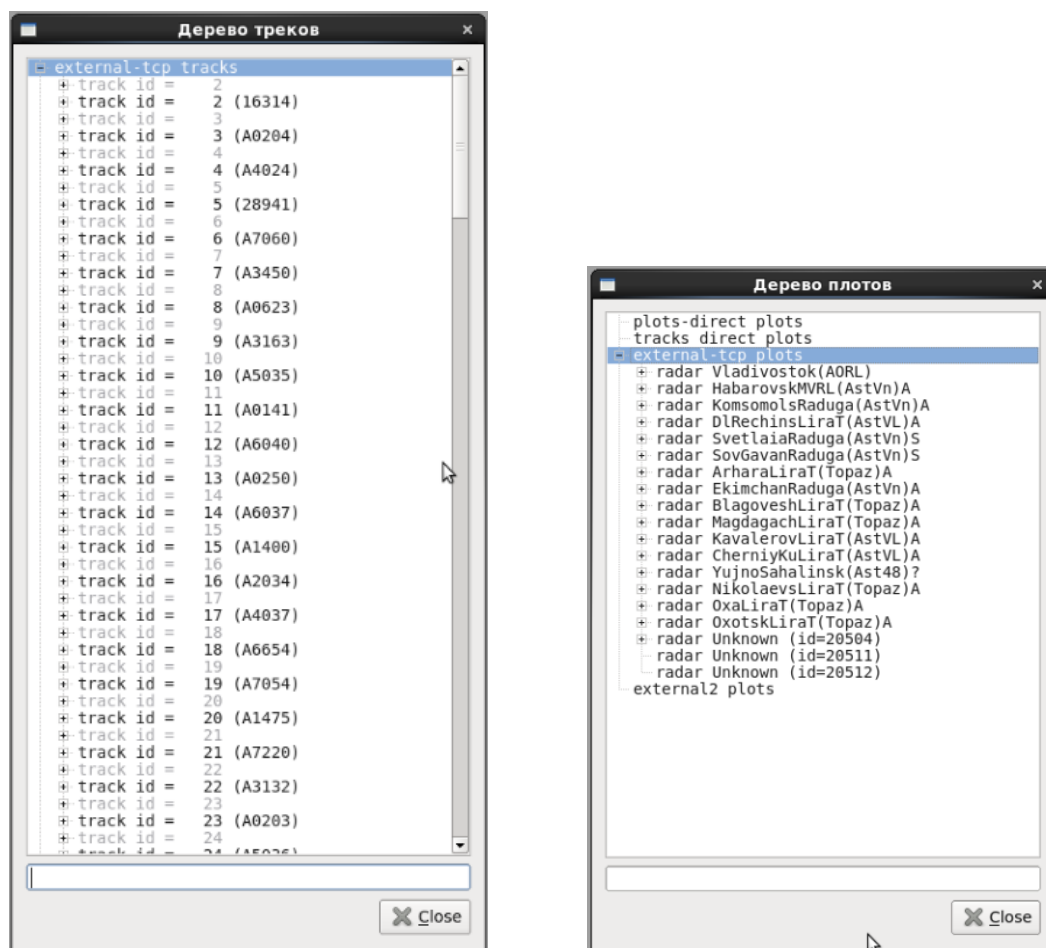 Дерево треков
external-tcp tracks
track id = 2
track id = 2 (16314)
track id = 3
track id = 3 (A0204)
track id = 4
track id = 4 (A4024)
track id = 5
track id = 5 (28941)
track id = 6
track id = 6 (A7060)
track id = 7
track id = 7 (A3450)
track id = 8
track id = 8 (A0623)
track id = 9
track id = 9 (A3163)
track id = 10
track id = 10 (A5035)
track id = 11
track id = 11 (A0141)
track id = 12
track id = 12 (A6040)
track id = 13
track id = 13 (A0250)
track id = 14
track id = 14 (A6037)
track id = 15
track id = 15 (A1400)
track id = 16
track id = 16 (A2034)
track id = 17
track id = 17 (A4037)
track id = 18
track id = 18 (A6654)
track id = 19
track id = 19 (A7054)
track id = 20
track id = 20 (A1475)
track id = 21
track id = 21 (A7220)
track id = 22
track id = 22 (A3132)
track id = 23
track id = 23 (A0203)
track id = 24
Close
Дерево плотов
plots-direct plots
tracks direct plots
external-tcp plots
radar Vladivostok(AORL)
radar HabarovskMVRL(AstVn)A
radar KomsomolsRaduga(AstVn)A
radar DlRechinsLiraT(AstVL)A
radar SvetlaiaRaduga(AstVn)S
radar SovGavanRaduga(AstVn)S
radar ArharaLiraT(Topaz)A
radar EkimchanRaduga(AstVn)A
radar BlagoveshLiraT(Topaz)A
radar MagdagachLiraT(Topaz)A
radar KavalerovLiraT(AstVL)A
radar CherniyKuLiraT(AstVL)A
radar YujnoSahalinsk(Ast48)?
radar NikolaevsLiraT(Topaz)A
radar OxaLiraT(Topaz)A
radar OxotskLiraT(Topaz)A
radar Unknown (id=20504)
radar Unknown (id=20511)
radar Unknown (id=20512)
external2 plots
Close